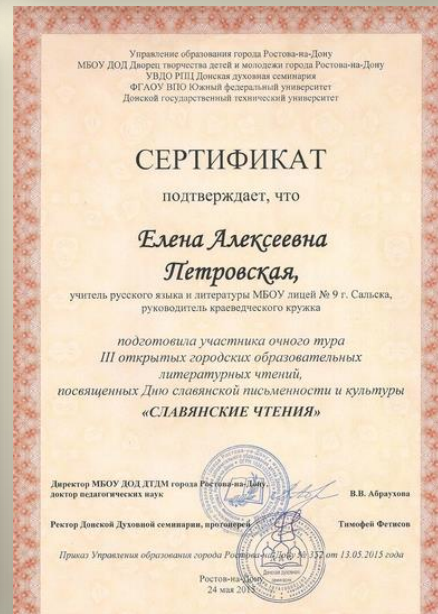 Управление образования города Ростова-на-Дону
МБОУ ДОД Дворец творчества детей и молодежи города Ростова-на-Дону
УВДО РПЦ Донская духовная семинария
ФГАОУ ВПО Южный федеральный университет
Донской государственный технический университет
СЕРТИФИКАТ
подтверждает, что
Елена Алексеевна
Петровская,
учитель русского языка и литературы МБОУ лицей № 9 г. Сальска,
руководитель краеведческого кружка
подготовила участника очного тура
III открытых городских образовательных
литературных чтений,
посвященных Дню славянской письменности и культуры
«СЛАВЯНСКИЕ ЧТЕНИЯ»
Директор МБОУ ДОД ДТДМ города Ростова-на-Дону,
доктор педагогических наук В.В. Абраухова
Ректор Донской Духовной семинарии, протоиерей Тимофей Фетисов
Приказ Управления образования города Ростова-на-Дону № 352 от 13.05.2015 года
Ростов-на-Дону
24 мая 2015